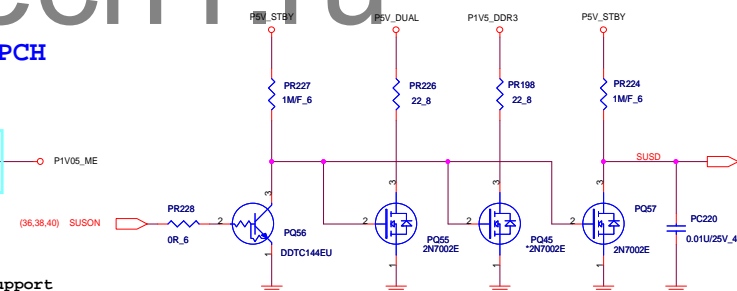 P5V_STBY P5V_DUAL P1V5_DDR3 P5V_STBY
PCH
PR227 1M/F_6
PR226 22_8
PR198 22_8
PR224 1M/F_6
P1V05_ME
SUSD
(36,38,40) SUSON
PR228 0R_6
2 3 1
PQ56 DDTC144EU
2 3 1
PQ55 2N7002E
2 3 1
PQ45 *2N7002E
2 3 1
PQ57 2N7002E
PC220 0.01U/25V_4
upport